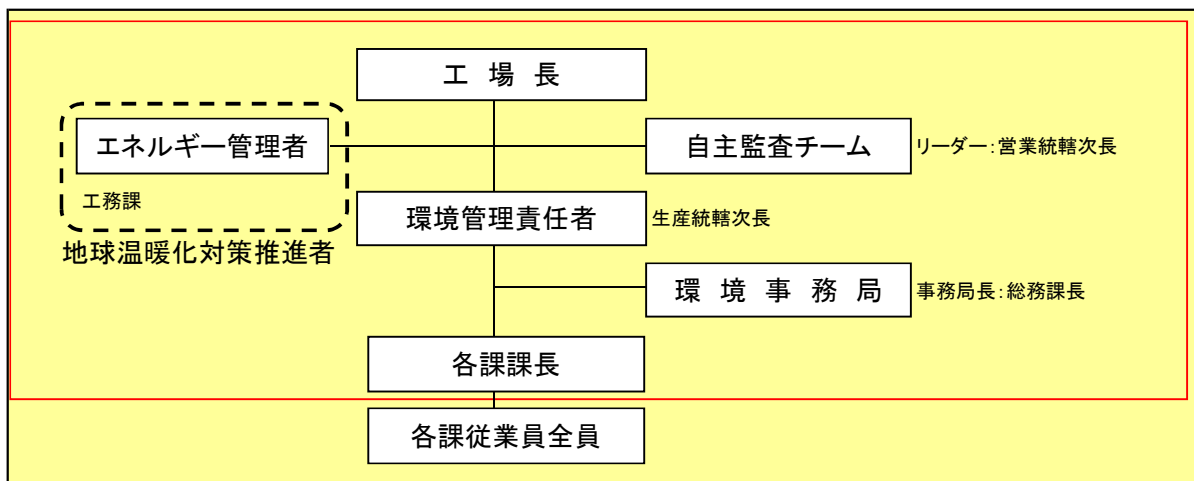 工 場 長
エネルギー管理者
自主監査チーム
リーダー：営業統轄次長
工務課
環境管理責任者
生産統轄次長
地球温暖化対策推進者
環 境 事 務 局
事務局長：総務課長
各課課長
各課従業員全員